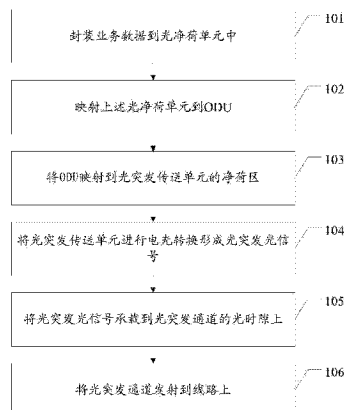 封装业务数据到光净荷单元中
101
映射上述光净荷单元到ODU
102
将ODU映射到光突发传送单元的净荷区
103
将光突发传送单元进行电光转换形成光突发光信
号
104
将光突发光信号承载到光突发通道的光时隙上
105
将光突发通道发射到线路上
106